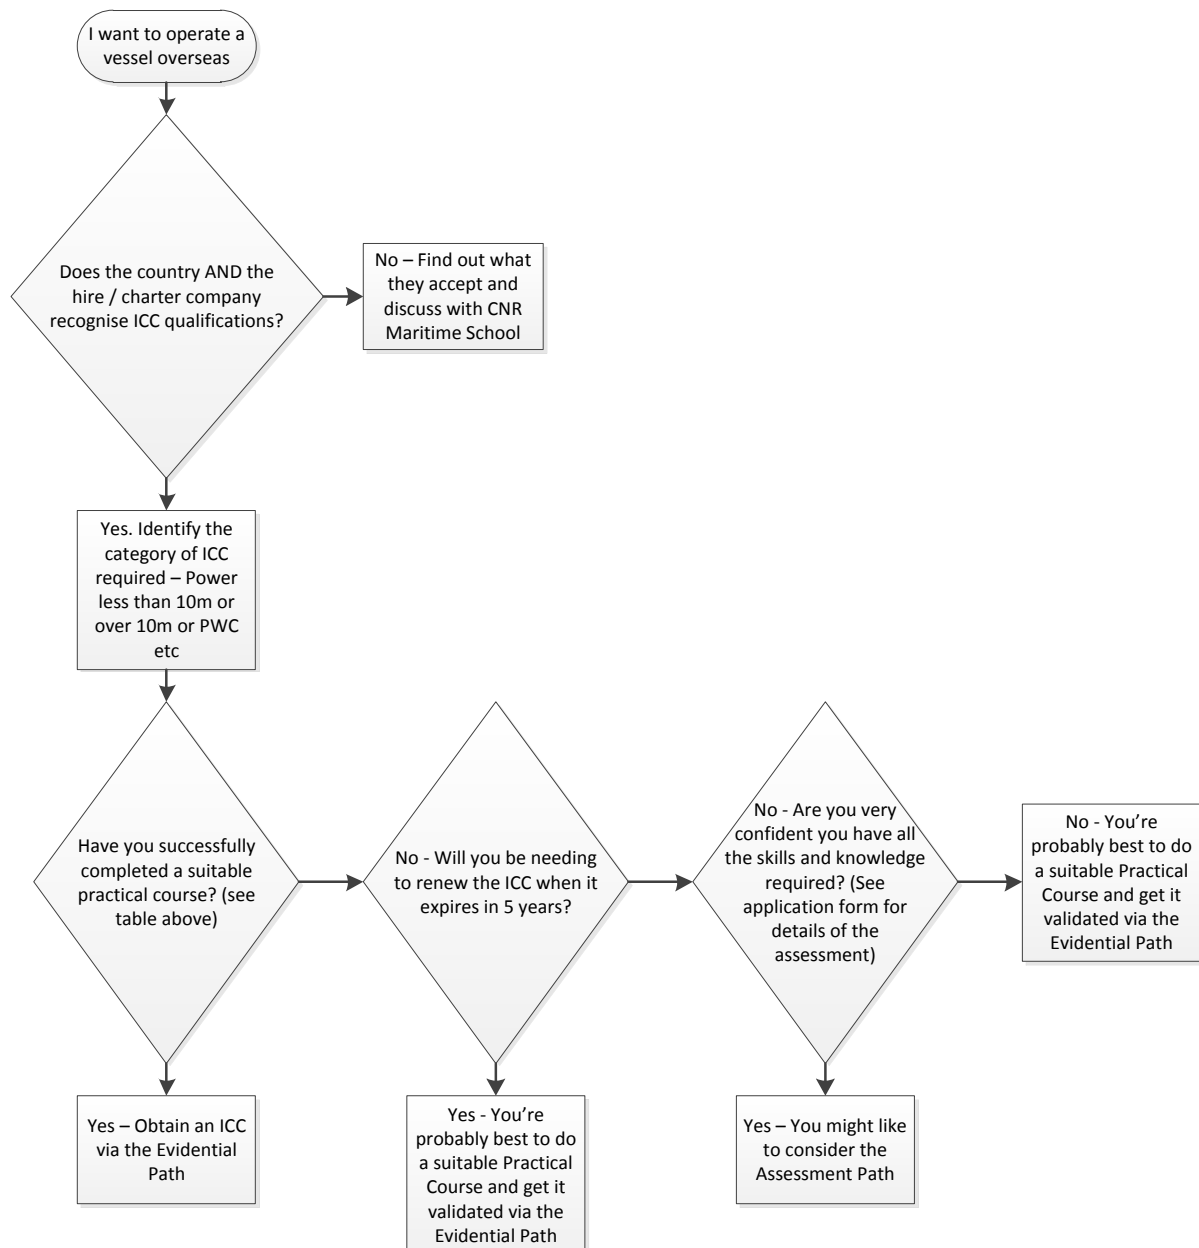 I want to operate a
vessel overseas
Does the country AND the
hire / charter company
recognise ICC qualifications?
No – Find out what
they accept and
discuss with CNR
Maritime School
Yes. Identify the
category of ICC
required – Power
less than 10m or
over 10m or PWC
etc
Have you successfully
completed a suitable
practical course? (see
table above)
No - Will you be needing
to renew the ICC when it
expires in 5 years?
No - Are you very
confident you have all
the skills and knowledge
required? (See
application form for
details of the
assessment)
No - You’re
probably best to do
a suitable Practical
Course and get it
validated via the
Evidential Path
Yes – Obtain an ICC
via the Evidential
Path
Yes - You’re
probably best to do
a suitable Practical
Course and get it
validated via the
Evidential Path
Yes – You might like
to consider the
Assessment Path